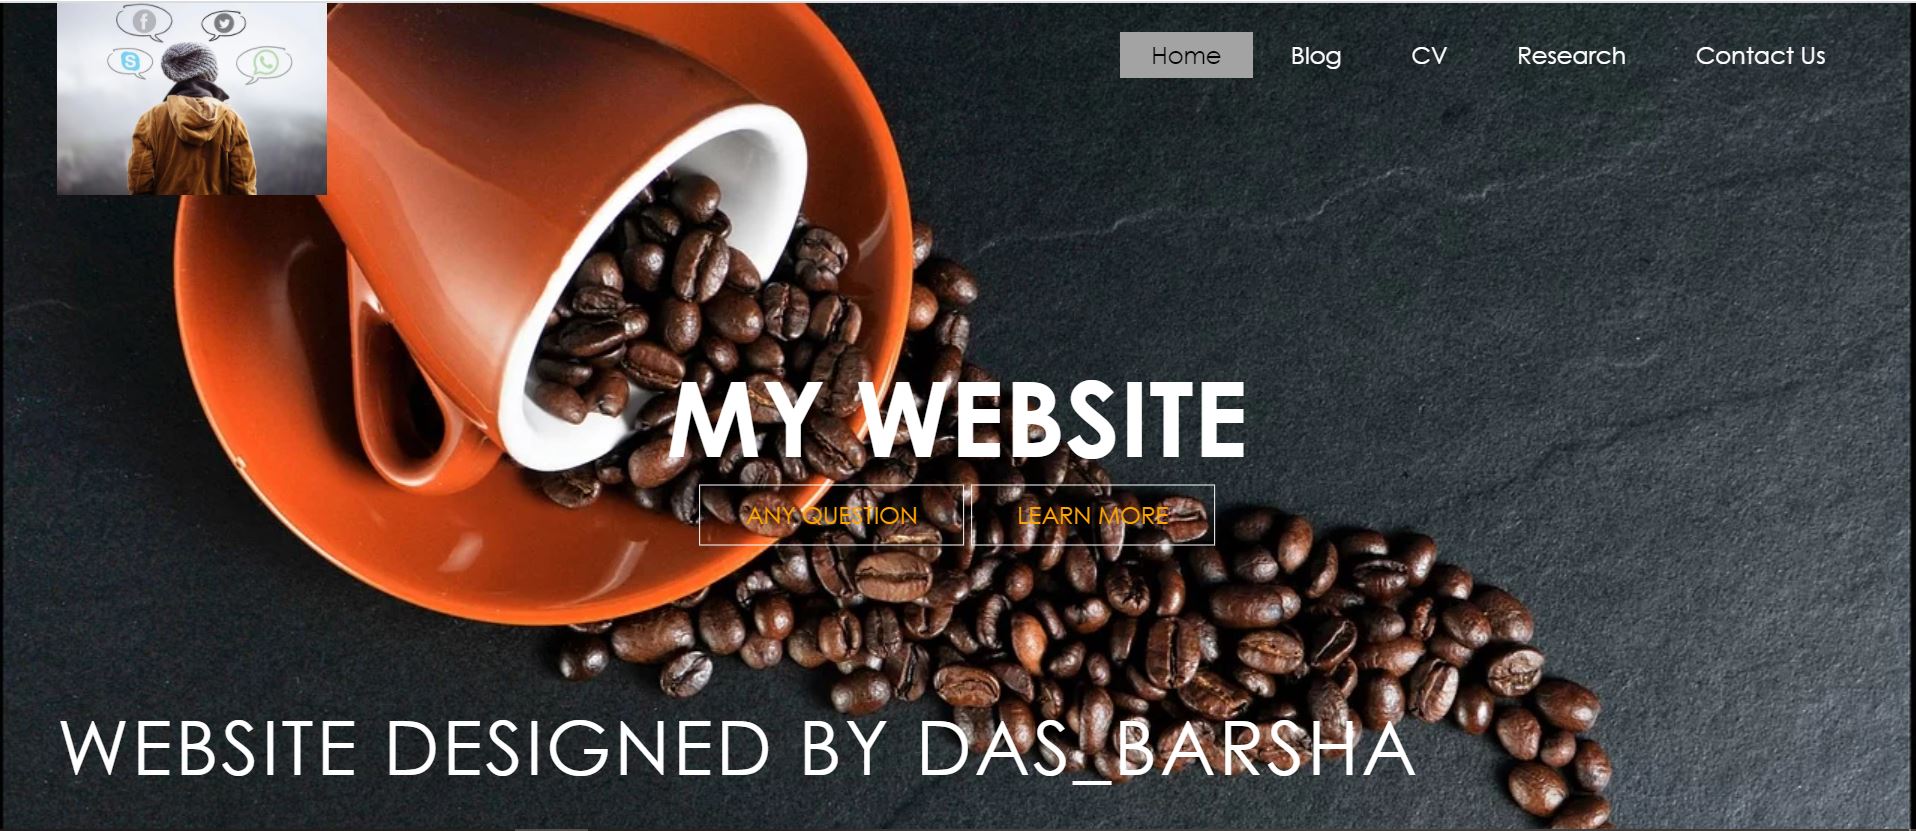 Home Blog CV Research Contact Us
MY WEBSITE
ANY QUESTION LEARN MORE
WEBSITE DESIGNED BY DAS_BARSHA